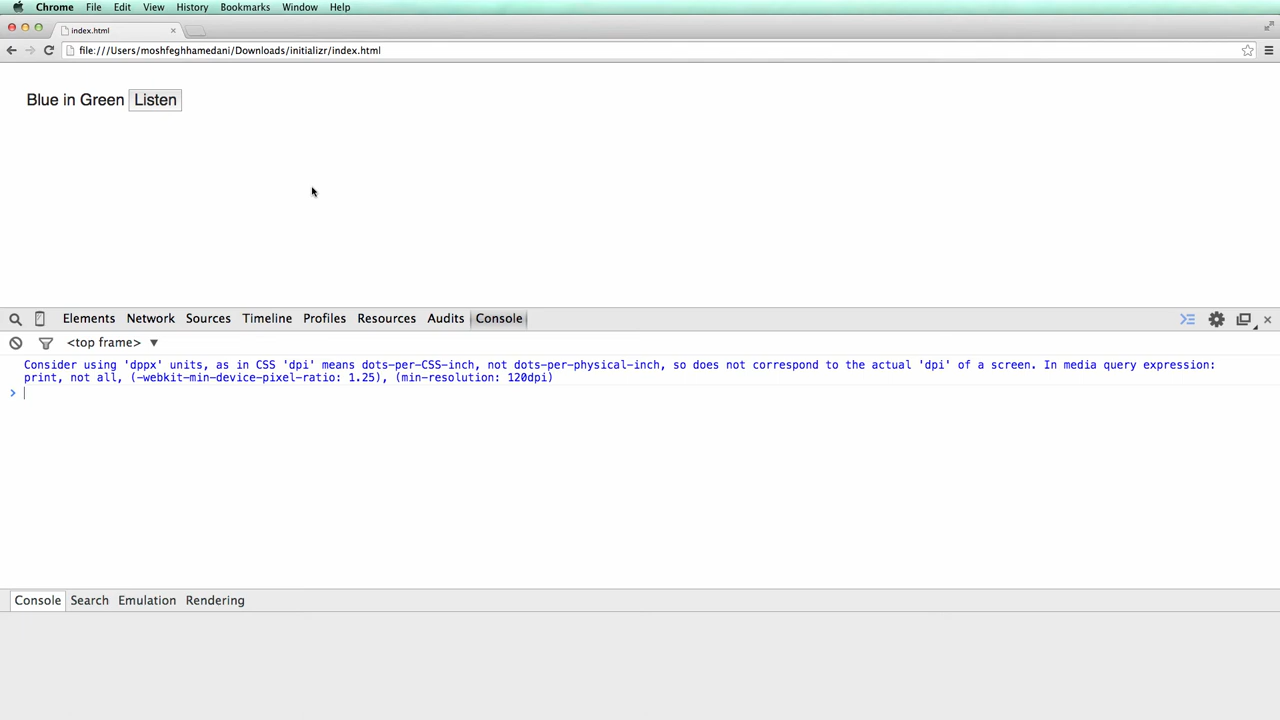 Chrome File Edit View History Bookmarks Window Help
index.html
file:///Users/moshfeghhamedani/Downloads/initializr/index.html
Blue in Green Listen
Elements Network Sources Timeline Profiles Resources Audits Console
<top frame>
Consider using 'dppx' units, as in CSS 'dpi' means dots-per-CSS-inch, not dots-per-physical-inch, so does not correspond to the actual 'dpi' of a screen. In media query expression:
print, not all, (-webkit-min-device-pixel-ratio: 1.25), (min-resolution: 120dpi)
Console Search Emulation Rendering